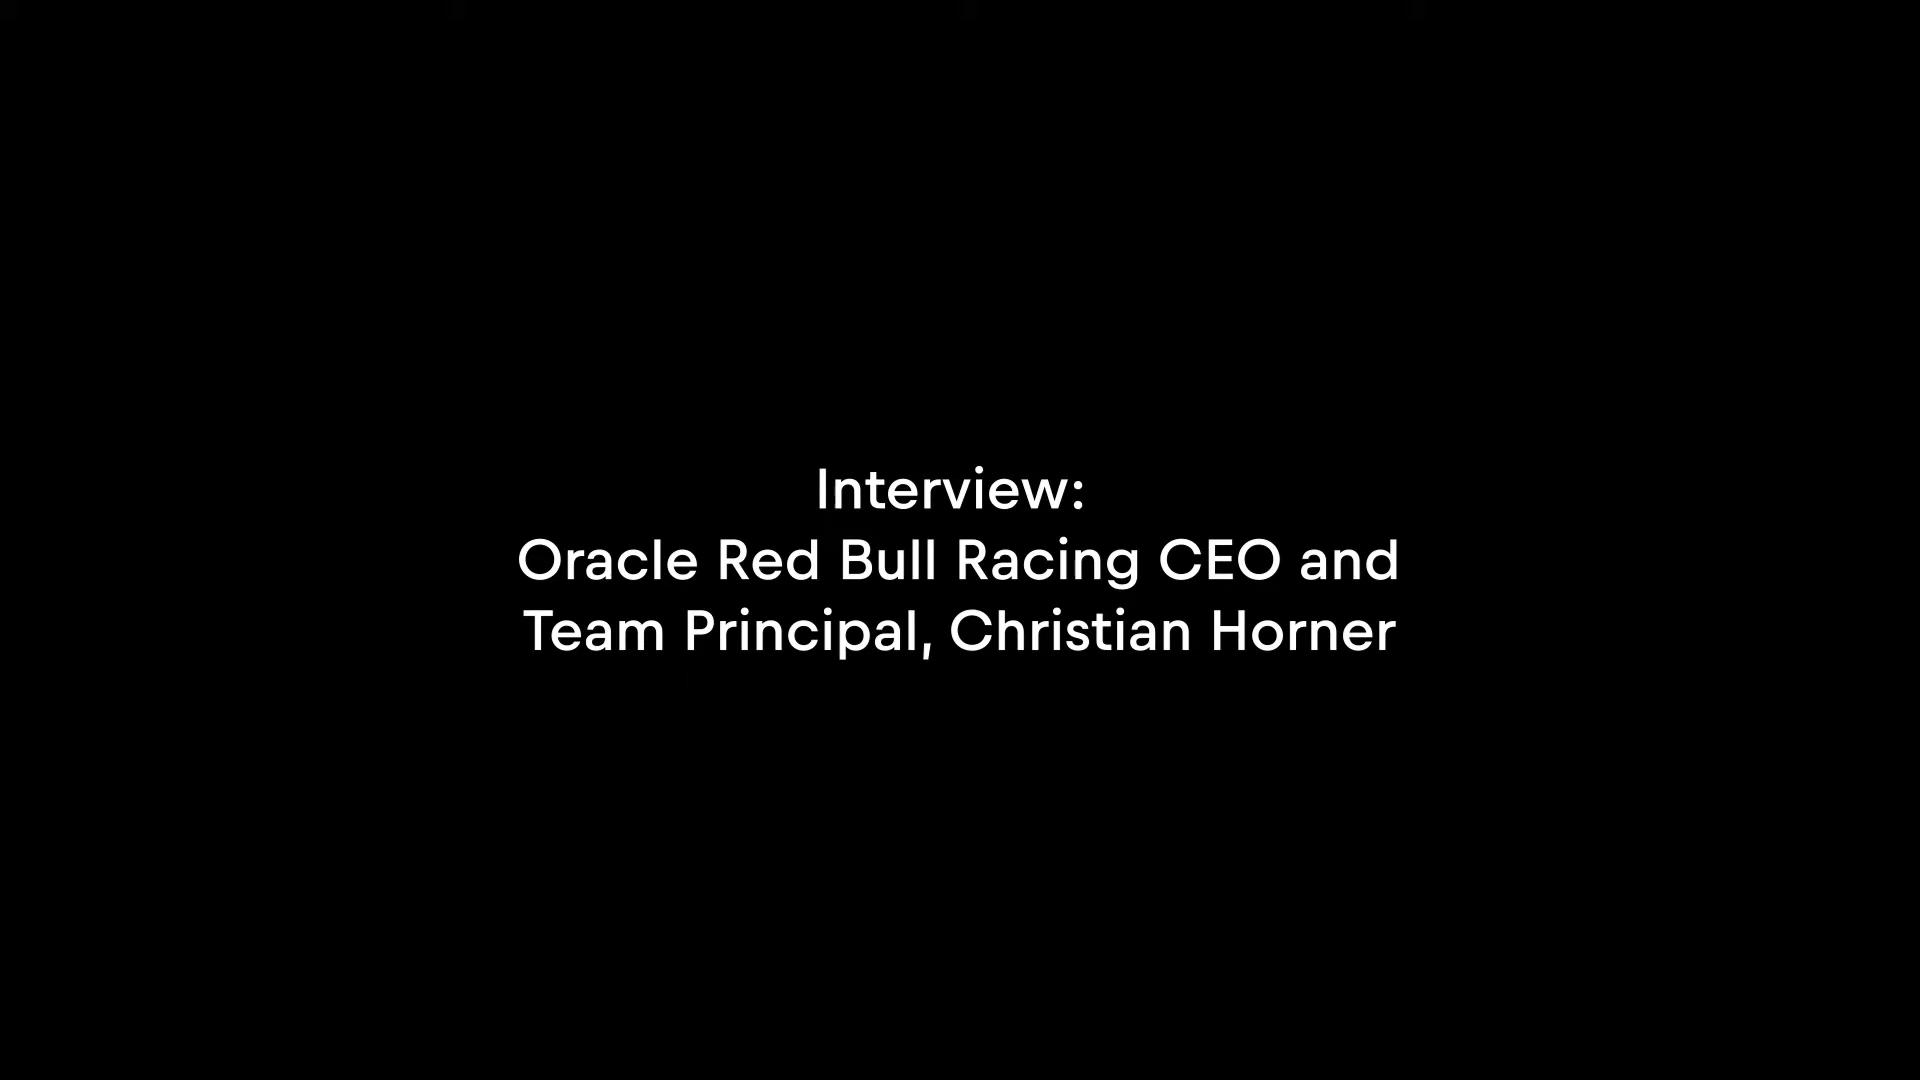 Interview:
Oracle Red Bull Racing CEO and
Team Principal, Christian Horner